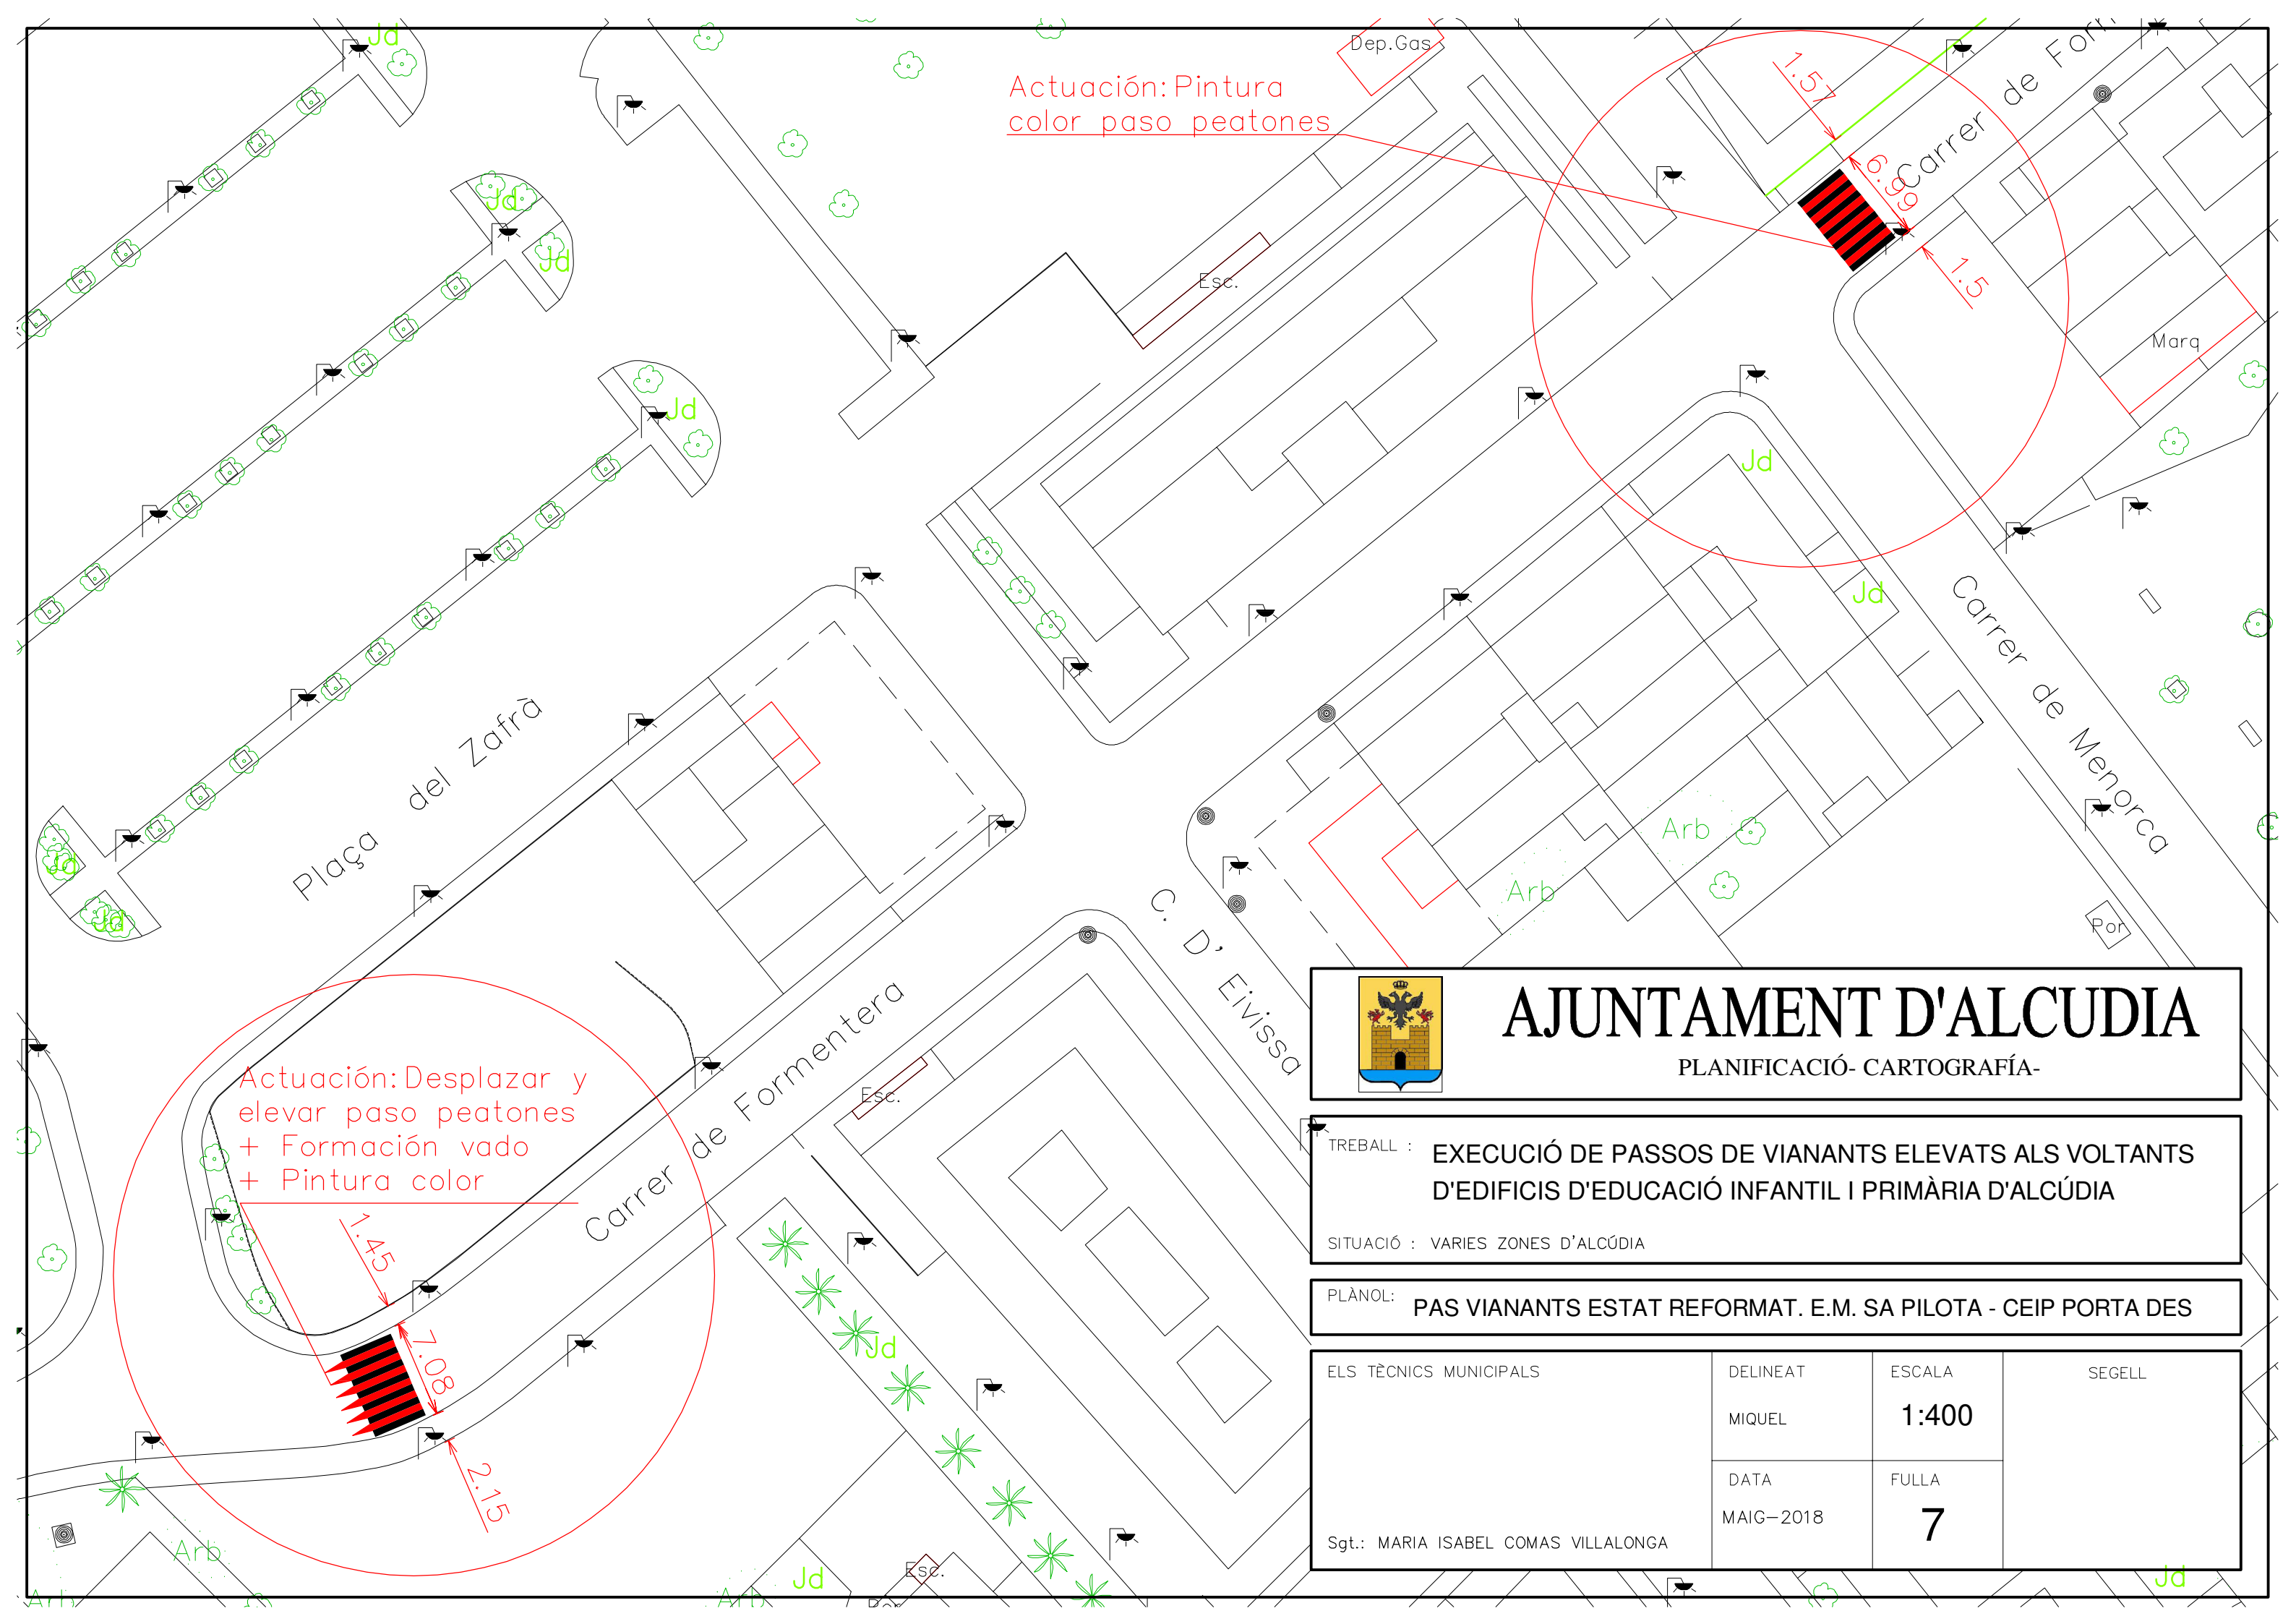 Jd
Dep.Gas
Actuación: Pintura
color paso peatones
1.57
6.99
1.5
Carrer de Form
Jd
Jd
Esc.
Marq
Jd
Jd
Jd
Carrer de Menorca
Plaça del Zafrà
Arb
Arb
Jd
Jd
Por
C. D' Eivissa
Carrer de Formentera
Esc.
Actuación: Desplazar y
elevar paso peatones
+ Formación vado
+ Pintura color
1.45
7.08
2.15
Jd
Arb
Arb
Esc.
Jd
Arb
Por
Jd
AJUNTAMENT D'ALCUDIA
PLANIFICACIÓ- CARTOGRAFÍA-
TREBALL : EXECUCIÓ DE PASSOS DE VIANANTS ELEVATS ALS VOLTANTS
D'EDIFICIS D'EDUCACIÓ INFANTIL I PRIMÀRIA D'ALCÚDIA
SITUACIÓ : VARIES ZONES D'ALCÚDIA
PLÀNOL: PAS VIANANTS ESTAT REFORMAT. E.M. SA PILOTA - CEIP PORTA DES
ELS TÈCNICS MUNICIPALS
Sgt.: MARIA ISABEL COMAS VILLALONGA
DELINEAT
MIQUEL
ESCALA
1:400
DATA
MAIG-2018
FULLA
7
SEGELL